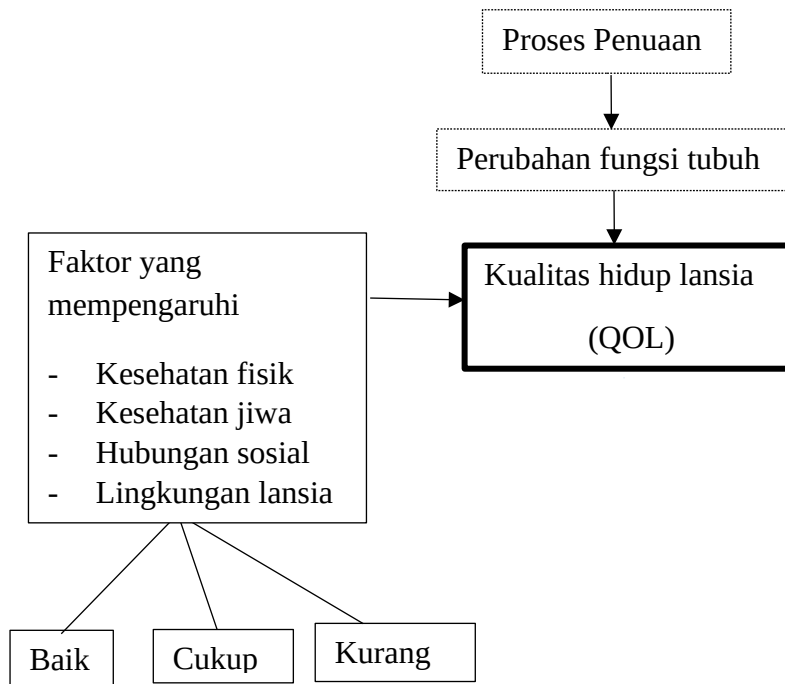 Proses Penuaan
Perubahan fungsi tubuh
Kualitas hidup lansia
(QOL)
Faktor yang
mempengaruhi
- Kesehatan fisik
- Kesehatan jiwa
- Hubungan sosial
- Lingkungan lansia
Baik
Cukup
Kurang